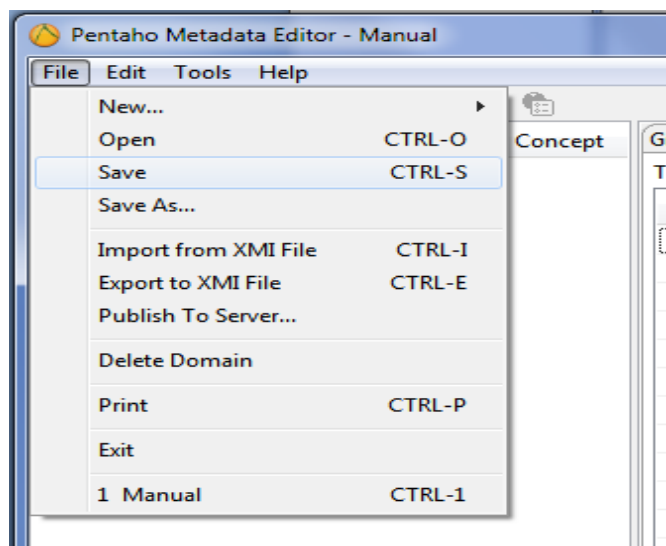 Pentaho Metadata Editor - Manual
File Edit Tools Help
New...
Open CTRL-O
Concept
G
Save CTRL-S
T
Save As...
Import from XMI File CTRL-I
Export to XMI File CTRL-E
Publish To Server...
Delete Domain
Print CTRL-P
Exit
1 Manual CTRL-1